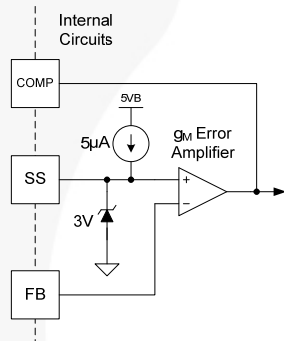 Internal
Circuits
COMP
5VB
5µA
gM Error
Amplifier
SS
+
3V
−
FB